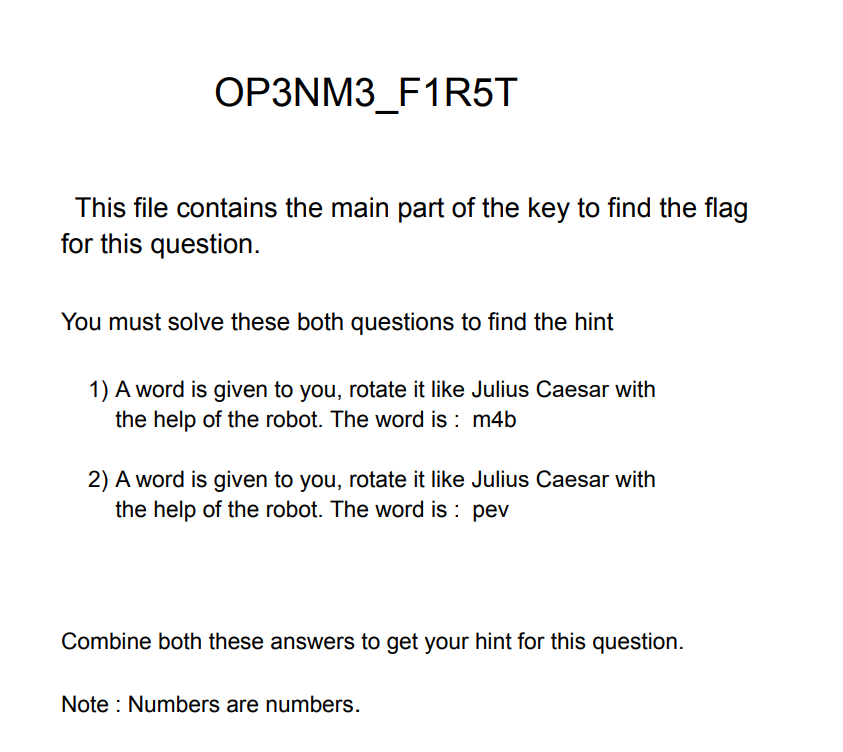 OP3NM3_F1R5T
This file contains the main part of the key to find the flag
for this question.
You must solve these both questions to find the hint
1) A word is given to you, rotate it like Julius Caesar with
the help of the robot. The word is : m4b
2) A word is given to you, rotate it like Julius Caesar with
the help of the robot. The word is : pev
Combine both these answers to get your hint for this question.
Note : Numbers are numbers.